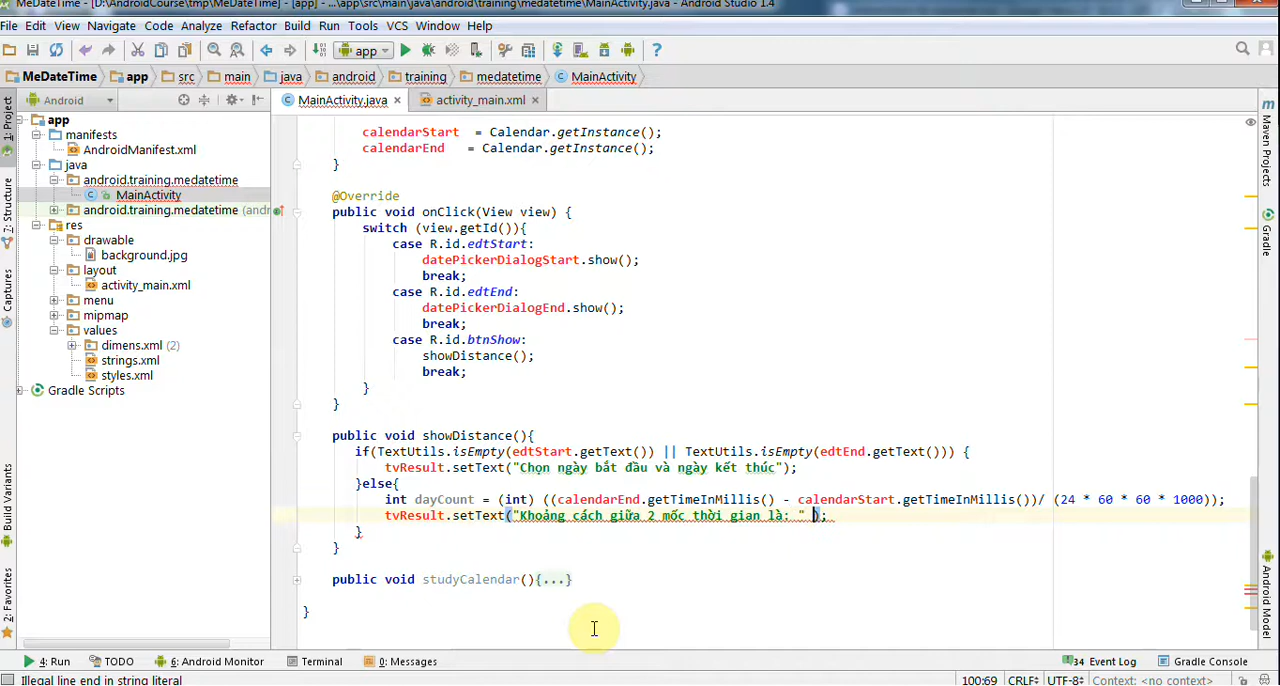 MeDateTime - [D:\AndroidCourse\tmp\MeDateTime] - [app] - ...\app\src\main\java\android\training\medatetime\MainActivity.java - Android Studio 1.4
File Edit View Navigate Code Analyze Refactor Build Run Tools VCS Window Help
app
MeDateTime app src main java android training medatetime MainActivity
Android
MainActivity.java activity_main.xml
1: Project
7: Structure
Captures
Build Variants
2: Favorites
app
manifests
AndroidManifest.xml
java
android.training.medatetime
MainActivity
android.training.medatetime (andr
res
drawable
background.jpg
layout
activity_main.xml
menu
mipmap
values
dimens.xml (2)
strings.xml
styles.xml
Gradle Scripts
calendarStart = Calendar.getInstance();
calendarEnd = Calendar.getInstance();
}
@Override
public void onClick(View view) {
switch (view.getId()){
case R.id.edtStart:
datePickerDialogStart.show();
break;
case R.id.edtEnd:
datePickerDialogEnd.show();
break;
case R.id.btnShow:
showDistance();
break;
}
}
public void showDistance(){
if(TextUtils.isEmpty(edtStart.getText()) || TextUtils.isEmpty(edtEnd.getText())) {
tvResult.setText("Chọn ngày bắt đầu và ngày kết thúc");
}else{
int dayCount = (int) ((calendarEnd.getTimeInMillis() - calendarStart.getTimeInMillis())/ (24 * 60 * 60 * 1000));
tvResult.setText("Khoảng cách giữa 2 mốc thời gian là: " );
}
}
public void studyCalendar(){...}
}
Maven Projects
Gradle
Android Model
4: Run TODO 6: Android Monitor Terminal 0: Messages 34 Event Log Gradle Console
Illegal line end in string literal 100:69 CRLF UTF-8 Context: <no context>